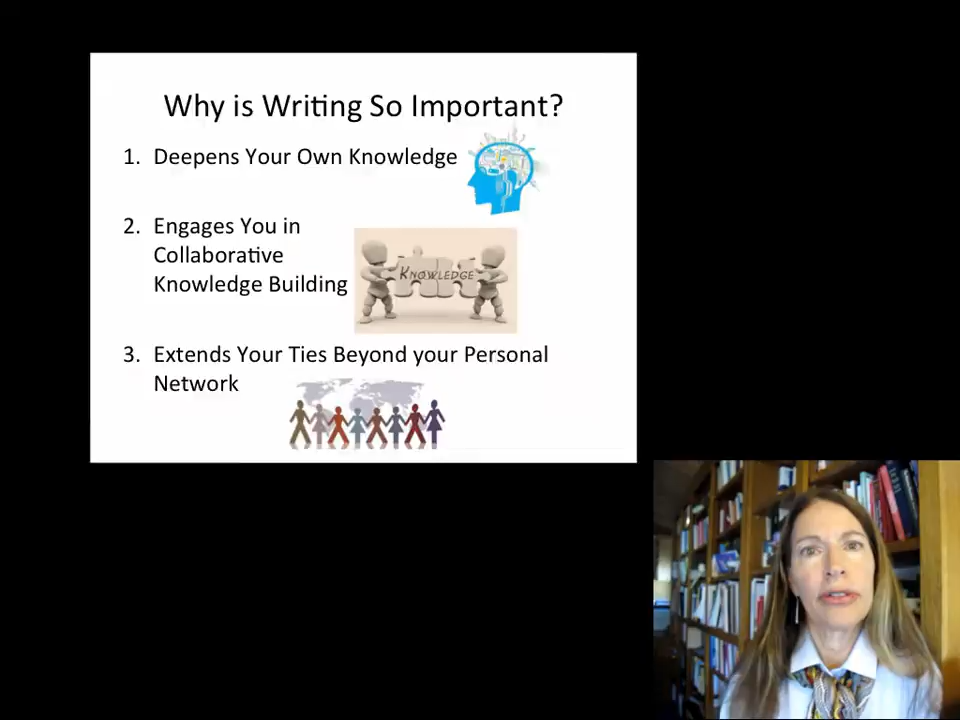 Why is Writing So Important?
1. Deepens Your Own Knowledge
2. Engages You in
Collaborative
Knowledge Building
KNOWLEDGE
3. Extends Your Ties Beyond your Personal
Network